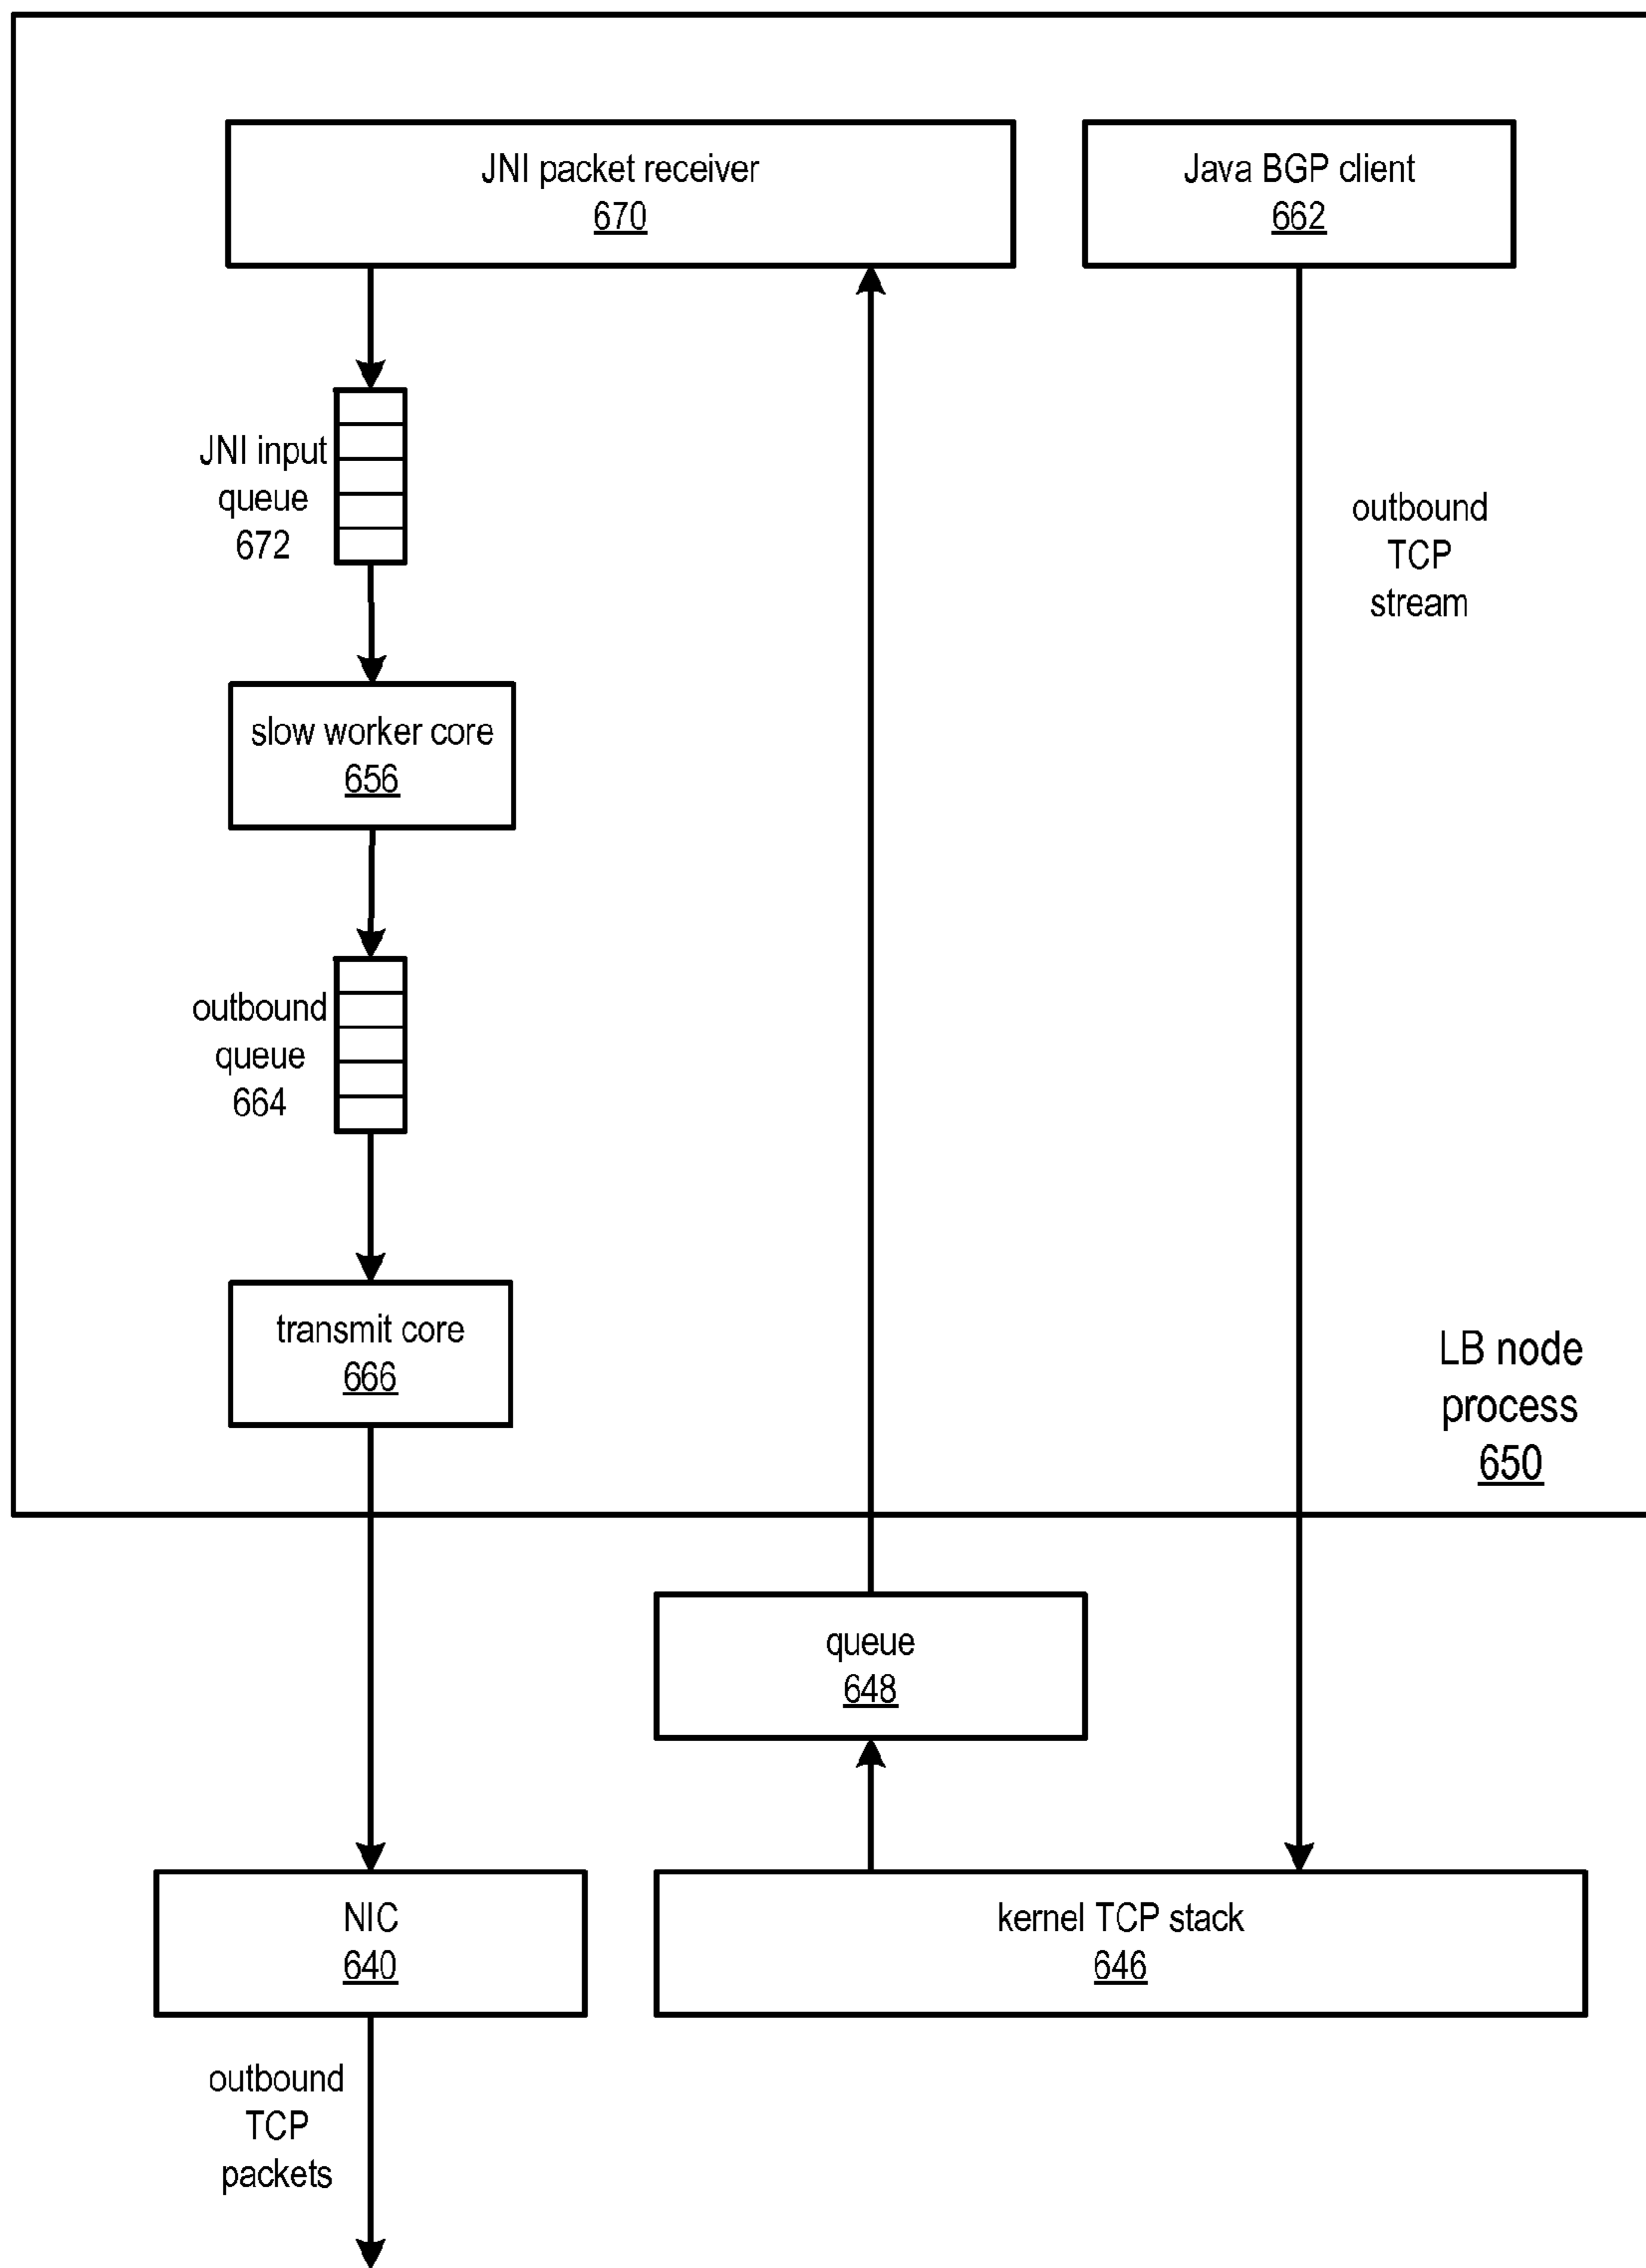 JNI packet receiver
670
Java BGP client
662
JNI input
queue
672
outbound
TCP
stream
slow worker core
656
outbound
queue
664
transmit core
666
LB node
process
650
queue
648
NIC
640
kernel TCP stack
646
outbound
TCP
packets